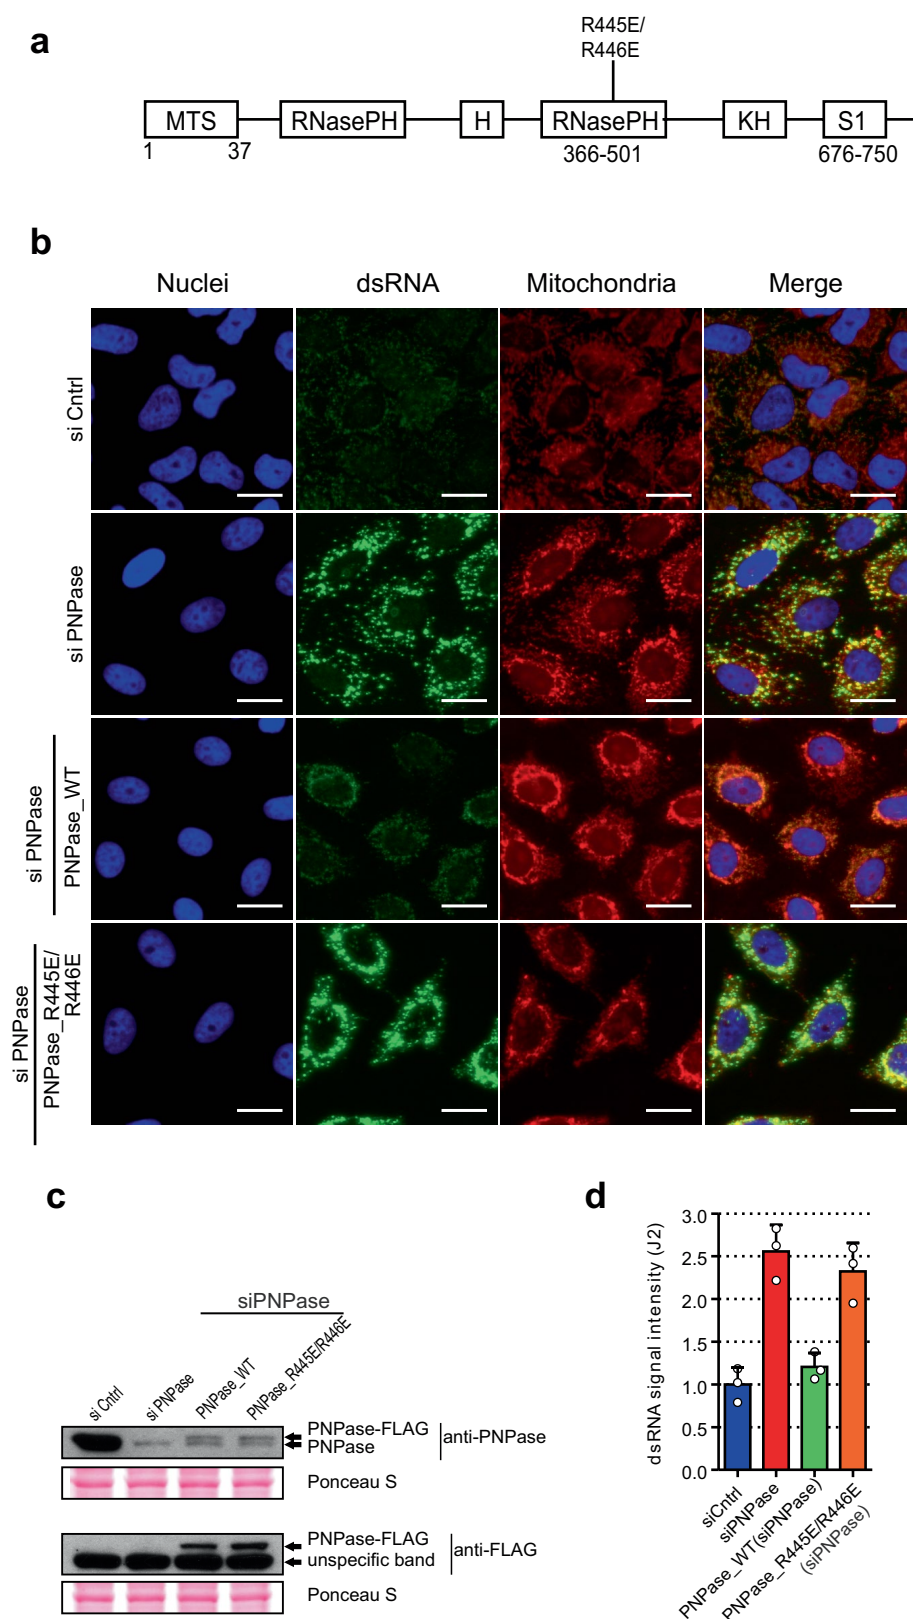 a
R445E/
R446E
MTS
RNasePH
H
RNasePH
KH
S1
1
37
366-501
676-750
b
Nuclei
dsRNA
Mitochondria
Merge
si Cntrl
si PNPase
si PNPase
PNPase_WT
si PNPase
PNPase_R445E/
R446E
c
siPNPase
si Cntrl
si PNPase
PNPase_WT
PNPase_R445E/R446E
PNPase-FLAG
PNPase
anti-PNPase
Ponceau S
PNPase-FLAG
unspecific band
anti-FLAG
Ponceau S
d
dsRNA signal intensity (J2)
3.0
2.5
2.0
1.5
1.0
0.5
0.0
siCntrl
siPNPase
PNPase_WT(siPNPase)
PNPase_R445E/R446E
(siPNPase)